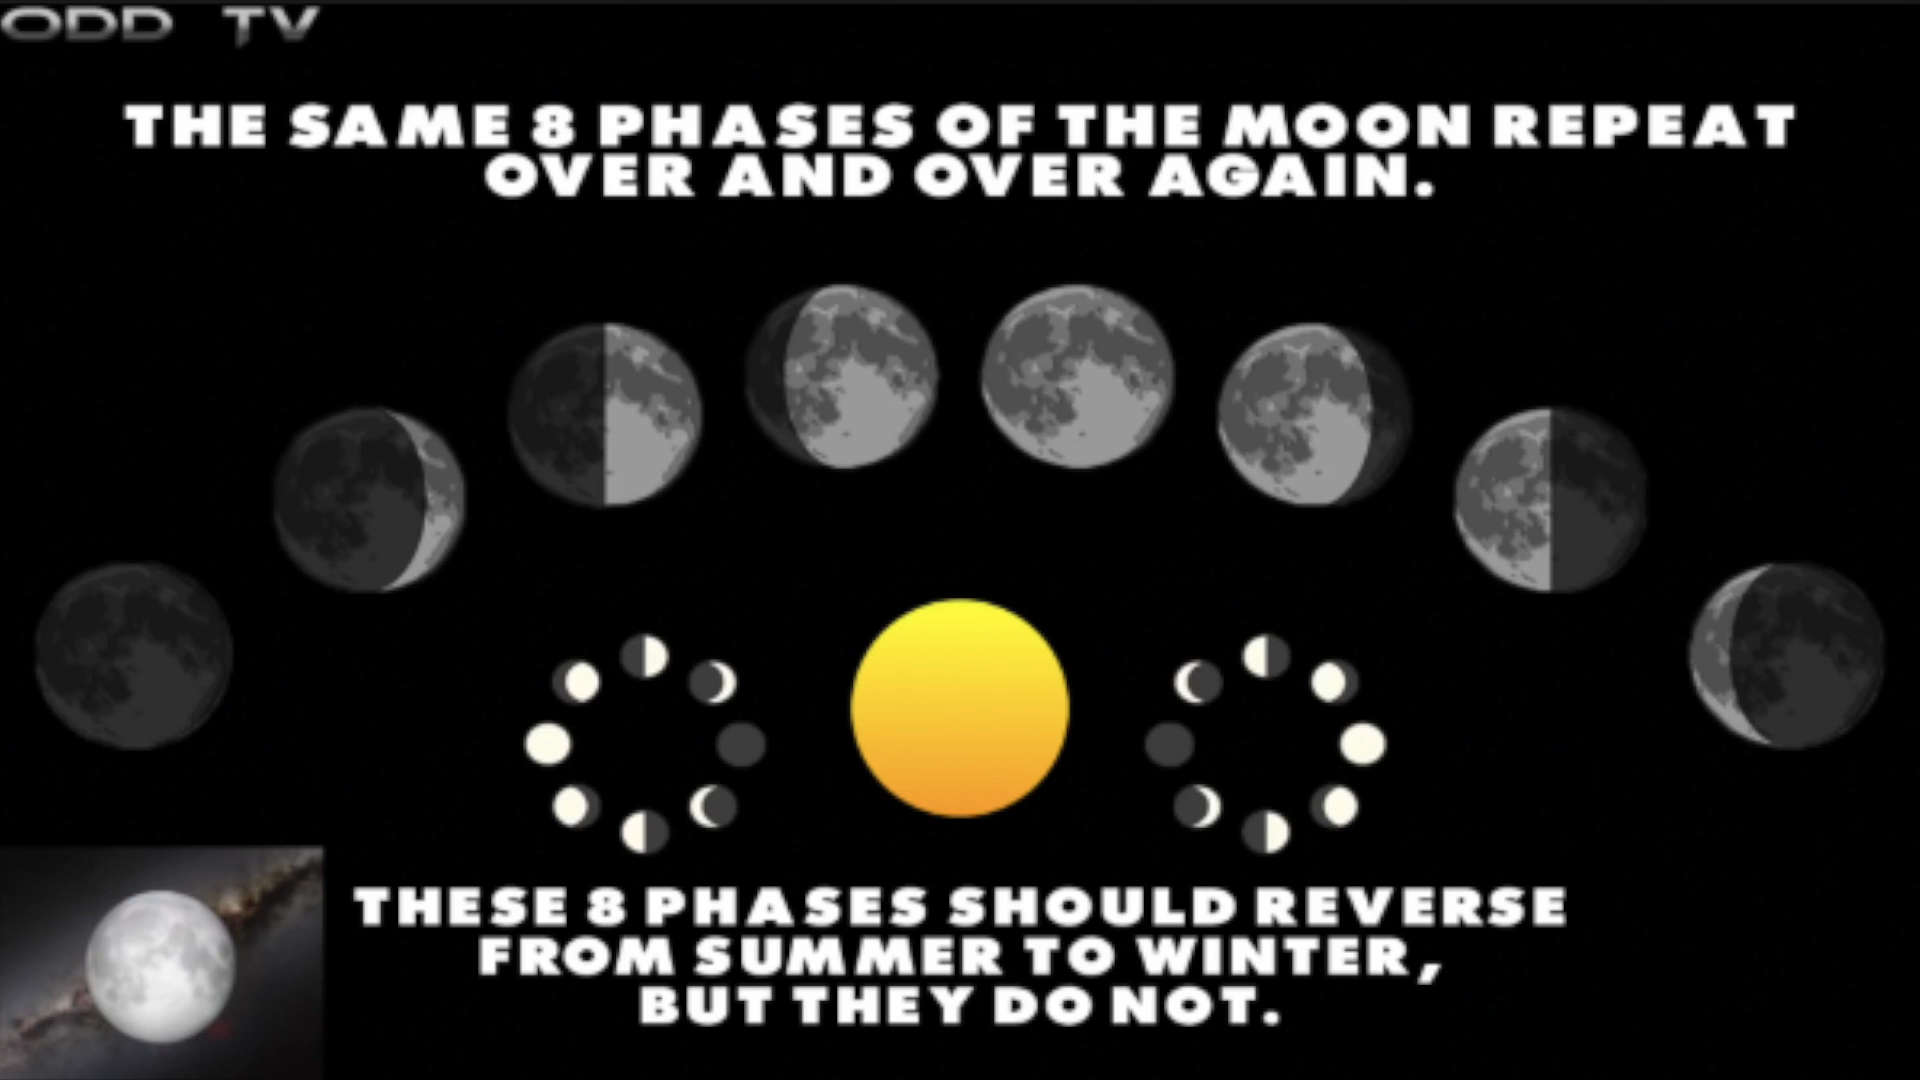 ODD TV
THE SAME 8 PHASES OF THE MOON REPEAT
OVER AND OVER AGAIN.
THESE 8 PHASES SHOULD REVERSE
FROM SUMMER TO WINTER,
BUT THEY DO NOT.